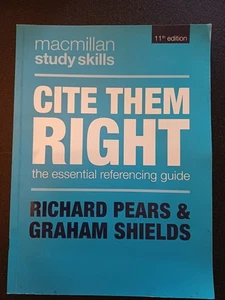 macmillan
study skills
11th edition
CITE THEM
RIGHT
the essential referencing guide
RICHARD PEARS &
GRAHAM SHIELDS